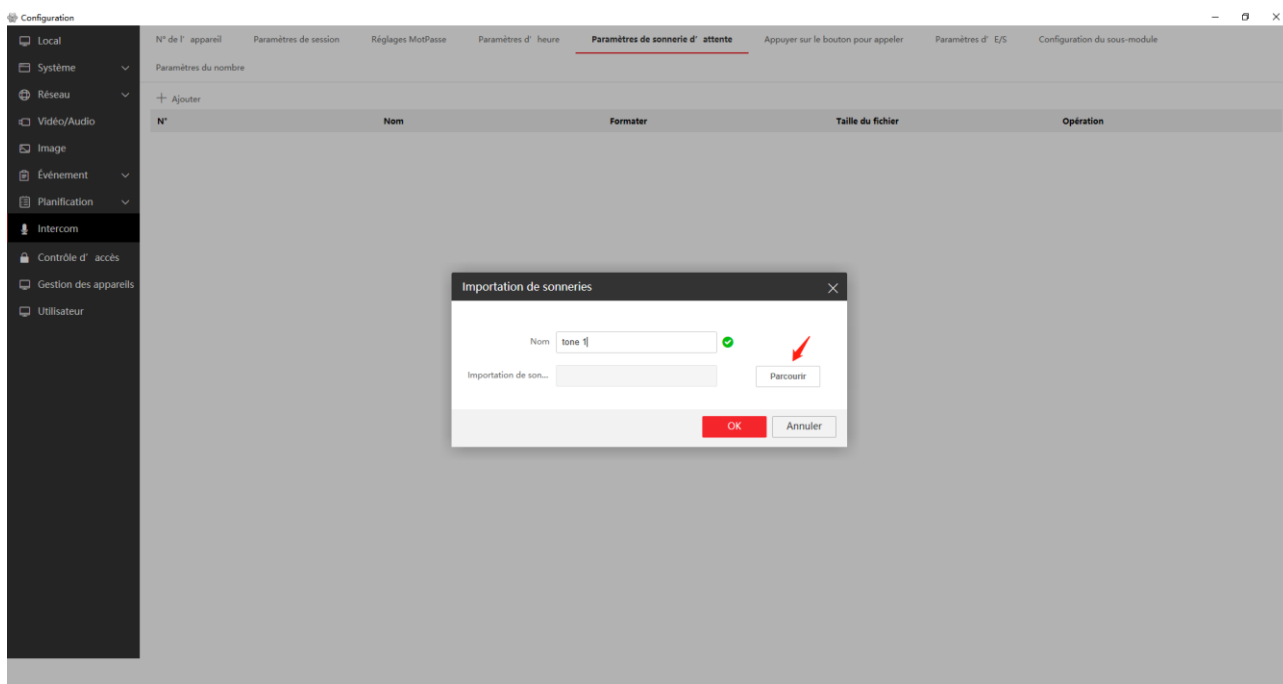 Configuration
Local
Système
Réseau
Vidéo/Audio
Image
Événement
Planification
Intercom
Contrôle d' accès
Gestion des appareils
Utilisateur
N° de l' appareil Paramètres de session Réglages MotPasse Paramètres d' heure Paramètres de sonnerie d' attente Appuyer sur le bouton pour appeler Paramètres d' E/S Configuration du sous-module
Paramètres du nombre
+ Ajouter
N° Nom Formater Taille du fichier Opération
Importation de sonneries
Nom tone 1
Importation de son... Parcourir
OK Annuler